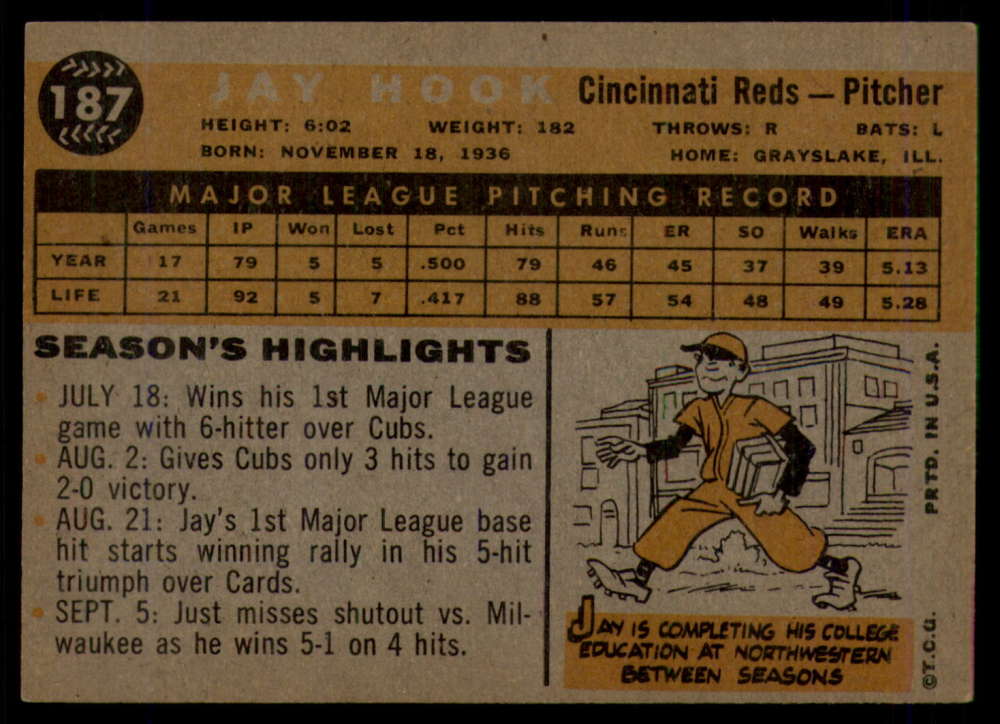 187
JAY HOOK Cincinnati Reds — Pitcher
HEIGHT: 6:02 WEIGHT: 182 THROWS: R BATS: L
BORN: NOVEMBER 18, 1936 HOME: GRAYSLAKE, ILL.
MAJOR LEAGUE PITCHING RECORD
Games IP Won Lost Pct Hits Runs ER SO Walks ERA
YEAR 17 79 5 5 .500 79 46 45 37 39 5.13
LIFE 21 92 5 7 .417 88 57 54 48 49 5.28
SEASON'S HIGHLIGHTS
• JULY 18: Wins his 1st Major League
game with 6-hitter over Cubs.
• AUG. 2: Gives Cubs only 3 hits to gain
2-0 victory.
• AUG. 21: Jay's 1st Major League base
hit starts winning rally in his 5-hit
triumph over Cards.
• SEPT. 5: Just misses shutout vs. Mil-
waukee as he wins 5-1 on 4 hits.
JAY IS COMPLETING HIS COLLEGE
EDUCATION AT NORTHWESTERN
BETWEEN SEASONS
©T.C.G. PRTD. IN U.S.A.